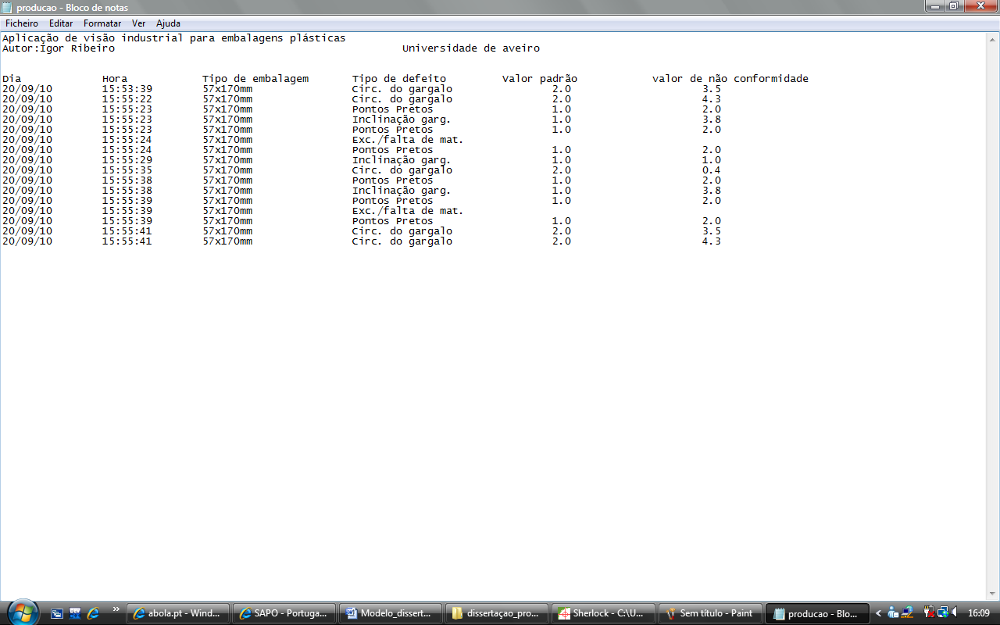 producao - Bloco de notas
Ficheiro Editar Formatar Ver Ajuda
Aplicação de visão industrial para embalagens plásticas
Autor:Igor Ribeiro Universidade de aveiro
Dia Hora Tipo de embalagem Tipo de defeito Valor padrão valor de não conformidade
20/09/10 15:53:39 57x170mm Circ. do gargalo 2.0 3.5
20/09/10 15:55:22 57x170mm Circ. do gargalo 2.0 4.3
20/09/10 15:55:23 57x170mm Pontos Pretos 1.0 2.0
20/09/10 15:55:23 57x170mm Inclinação garg. 1.0 3.8
20/09/10 15:55:23 57x170mm Pontos Pretos 1.0 2.0
20/09/10 15:55:24 57x170mm Exc./falta de mat.
20/09/10 15:55:24 57x170mm Pontos Pretos 1.0 2.0
20/09/10 15:55:29 57x170mm Inclinação garg. 1.0 1.0
20/09/10 15:55:35 57x170mm Circ. do gargalo 2.0 0.4
20/09/10 15:55:38 57x170mm Pontos Pretos 1.0 2.0
20/09/10 15:55:38 57x170mm Inclinação garg. 1.0 3.8
20/09/10 15:55:39 57x170mm Pontos Pretos 1.0 2.0
20/09/10 15:55:39 57x170mm Exc./falta de mat.
20/09/10 15:55:39 57x170mm Pontos Pretos 1.0 2.0
20/09/10 15:55:41 57x170mm Circ. do gargalo 2.0 3.5
20/09/10 15:55:41 57x170mm Circ. do gargalo 2.0 4.3
abola.pt - Wind... SAPO - Portuga... Modelo_dissert... dissertaçao_pro... Sherlock - C:\U... Sem título - Paint producao - Blo... 16:09